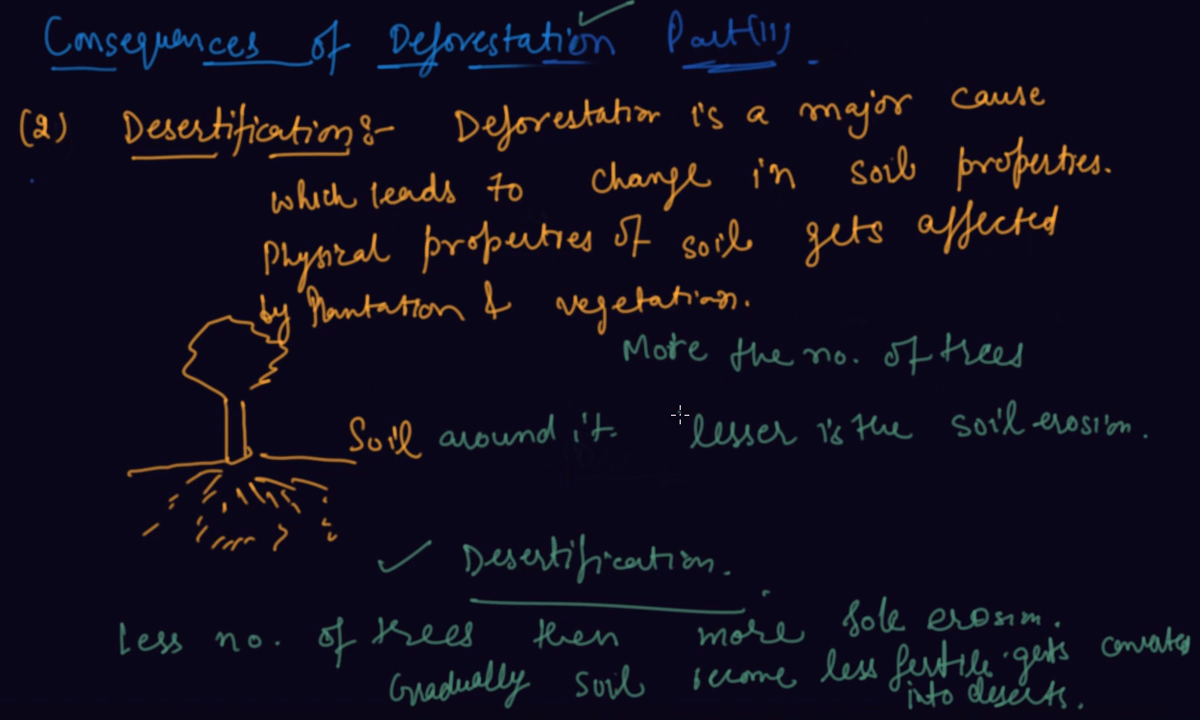 Consequences of Deforestation Part(11).
(2) Desertification :- Deforestation is a major cause
which leads to change in soil properties.
Physical properties of soil gets affected
by Plantation & vegetation.
More the no. of trees
Soil around it. lesser is the soil erosion.
Desertification.
Less no. of trees then more sole erosion.
Gradually soil become less fertile. gets converted
into deserts.